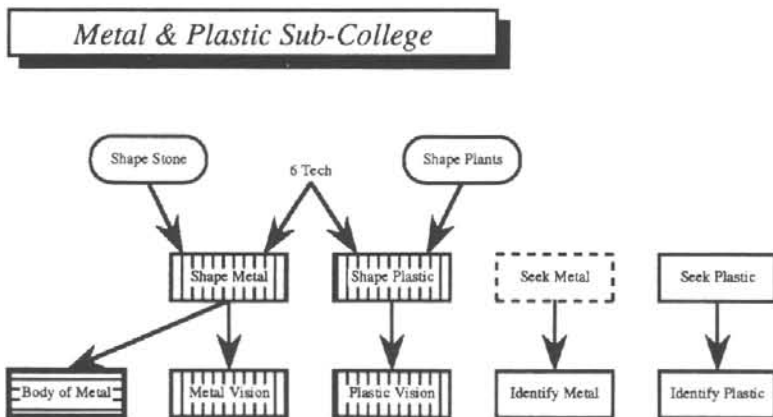 Metal & Plastic Sub-College
Shape Stone
6 Tech
Shape Plants
Shape Metal
Shape Plastic
Seek Metal
Seek Plastic
Body of Metal
Metal Vision
Plastic Vision
Identify Metal
Identify Plastic